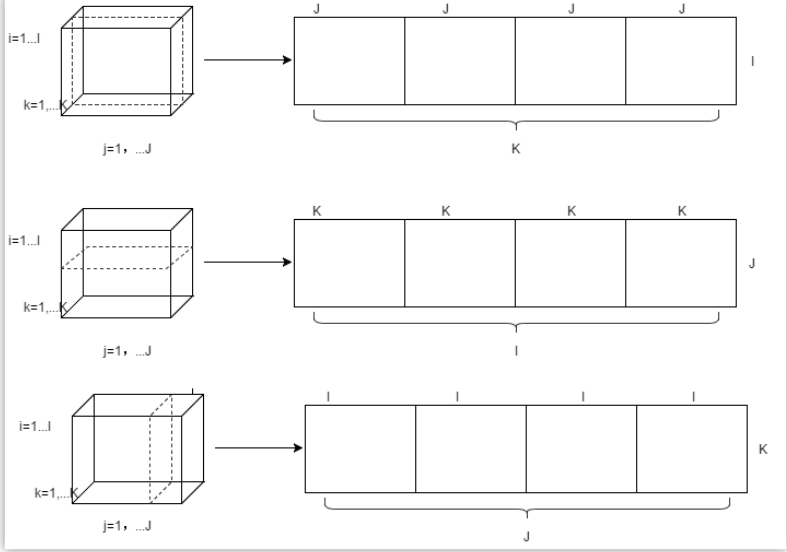 J J J J
i=1...I
I
k=1,...K
j=1，...J
K
K K K K
i=1...I
J
k=1,...K
j=1，...J
I
I I I I
i=1...I
K
k=1,...K
j=1，...J
J